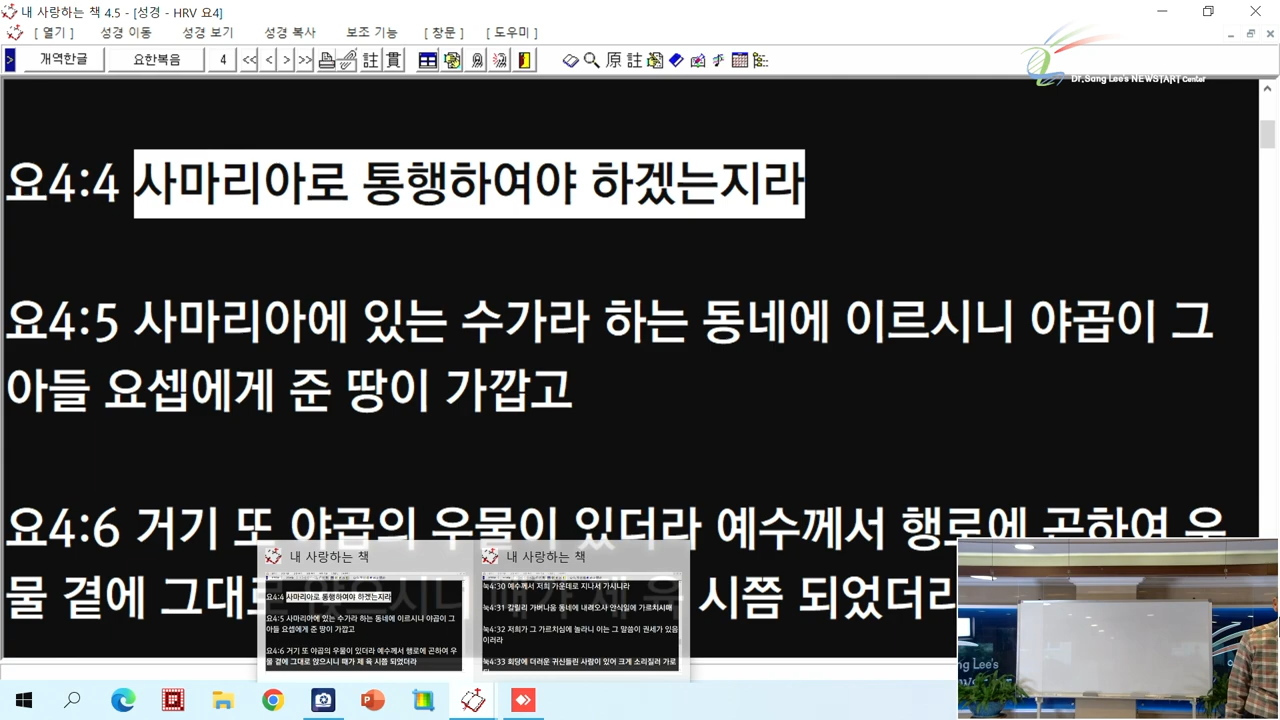 내 사랑하는 책 4.5 - [성경 - HRV 요4]
[ 열기 ] 성경 이동 성경 보기 성경 복사 보조 기능 [ 창문 ] [ 도우미 ]
> 개역한글 요한복음 4 << < > >> 註 貫 原 註
Dr.Sang Lee's NEWSTART Center
요4:4 사마리아로 통행하여야 하겠는지라
요4:5 사마리아에 있는 수가라 하는 동네에 이르시니 야곱이 그
아들 요셉에게 준 땅이 가깝고
요4:6 거기 또 야곱의 우물이 있더라 예수께서 행로에 곤하여 우
물 곁에 그대로 시쯤 되었더라
내 사랑하는 책
요4:4 사마리아로 통행하여야 하겠는지라
요4:5 사마리아에 있는 수가라 하는 동네에 이르시니 야곱이 그
아들 요셉에게 준 땅이 가깝고
요4:6 거기 또 야곱의 우물이 있더라 예수께서 행로에 곤하여 우
물 곁에 그대로 앉으시니 때가 제 육 시쯤 되었더라
내 사랑하는 책
눅4:30 예수께서 저희 가운데로 지나서 가시니라
눅4:31 갈릴리 가버나움 동네에 내려오사 안식일에 가르치시매
눅4:32 저희가 그 가르치심에 놀라니 이는 그 말씀이 권세가 있음
이러라
눅4:33 회당에 더러운 귀신들린 사람이 있어 크게 소리질러 가로
ng Lee's